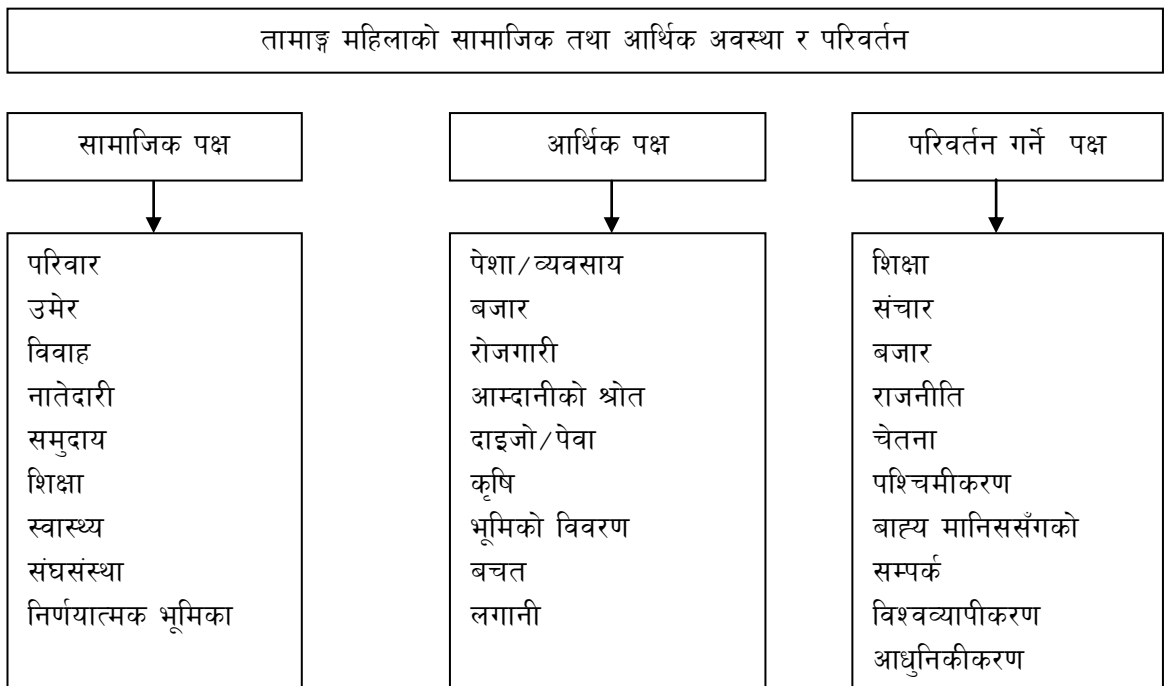 तामाङ्ग महिलाको सामाजिक तथा आर्थिक अवस्था र परिवर्तन
सामाजिक पक्ष
परिवार
उमेर
विवाह
नातेदारी
समुदाय
शिक्षा
स्वास्थ्य
संघसंस्था
निर्णयात्मक भूमिका
आर्थिक पक्ष
पेशा/व्यवसाय
बजार
रोजगारी
आम्दानीको श्रोत
दाइजो/पेवा
कृषि
भूमिको विवरण
बचत
लगानी
परिवर्तन गर्ने पक्ष
शिक्षा
संचार
बजार
राजनीति
चेतना
पश्चिमीकरण
बाह्य मानिससँगको
सम्पर्क
विश्वव्यापीकरण
आधुनिकीकरण